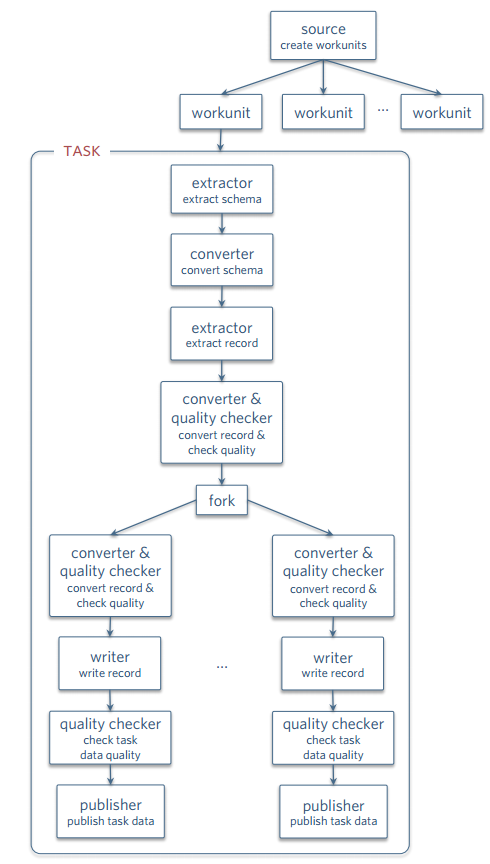 source
create workunits
workunit
workunit
...
workunit
TASK
extractor
extract schema
converter
convert schema
extractor
extract record
converter &
quality checker
convert record &
check quality
fork
converter &
quality checker
convert record &
check quality
converter &
quality checker
convert record &
check quality
writer
write record
...
writer
write record
quality checker
check task
data quality
quality checker
check task
data quality
publisher
publish task data
publisher
publish task data